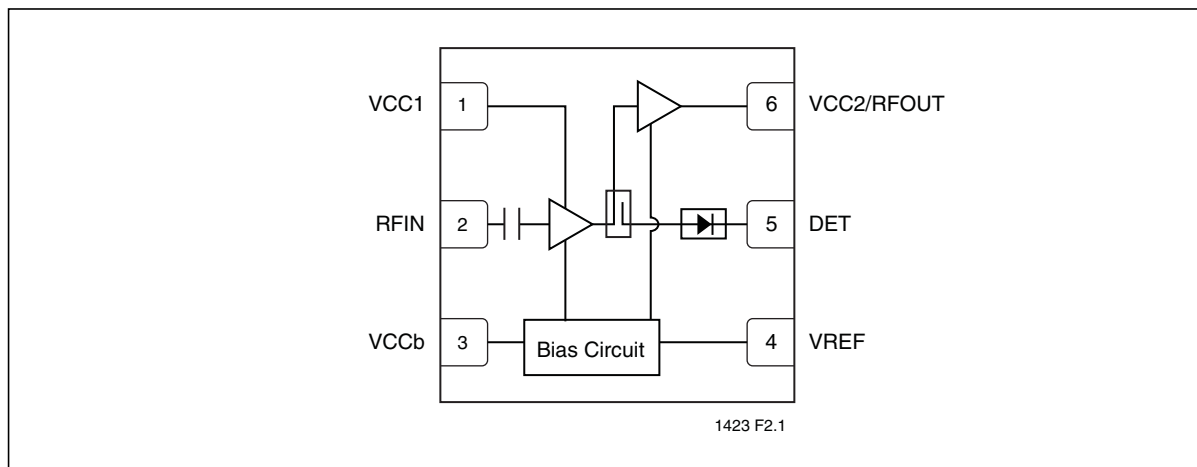 VCC1 1 6 VCC2/RFOUT
RFIN 2 5 DET
VCCb 3 Bias Circuit 4 VREF
1423 F2.1